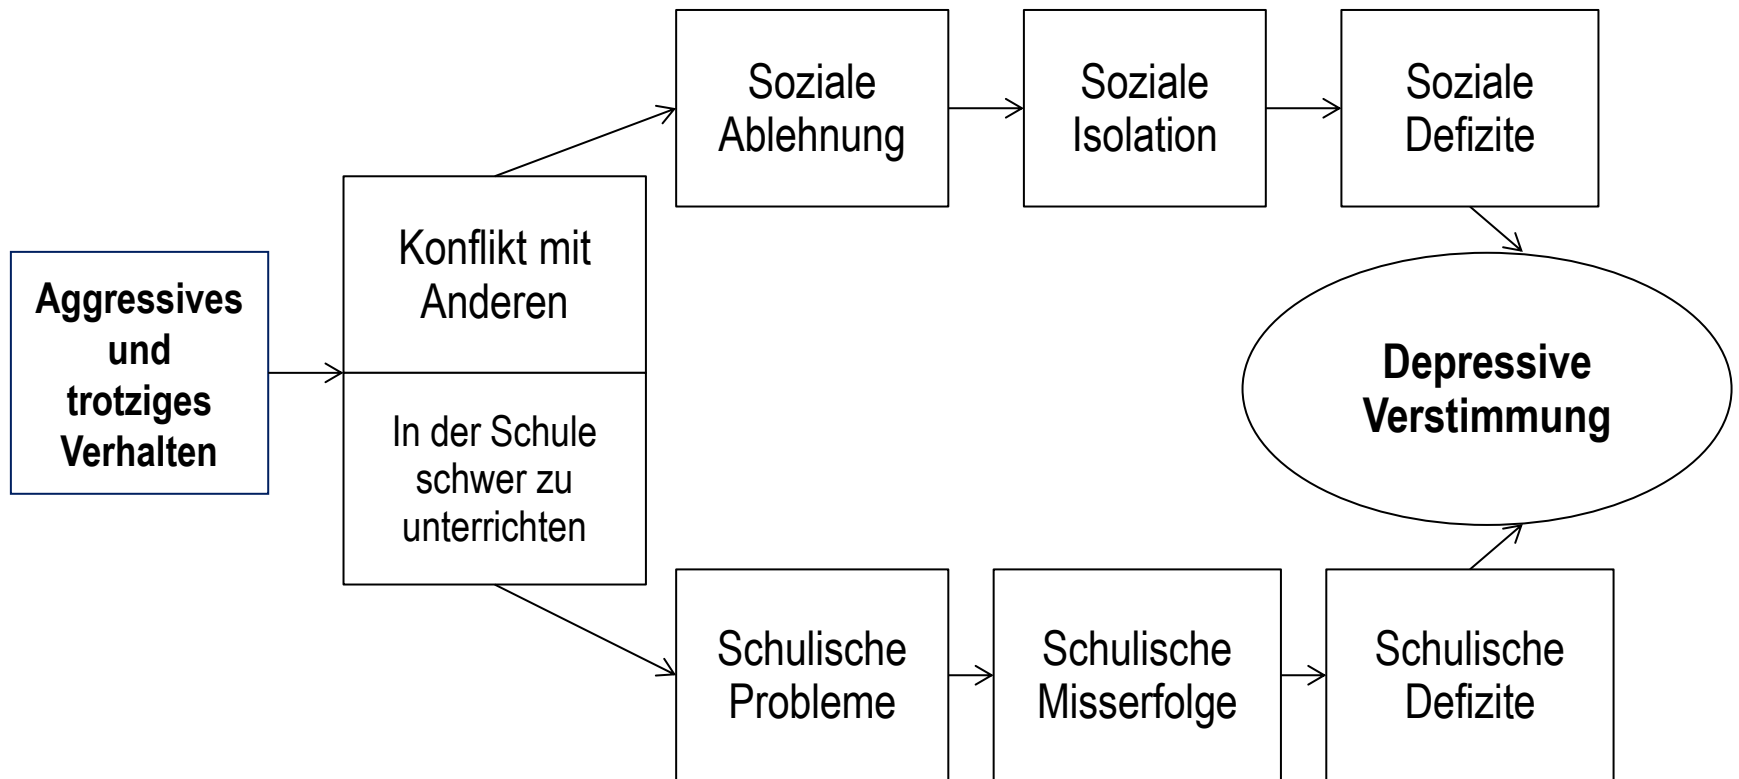 Aggressives
und
trotziges
Verhalten
Konflikt mit
Anderen
In der Schule
schwer zu
unterrichten
Soziale
Ablehnung
Soziale
Isolation
Soziale
Defizite
Schulische
Probleme
Schulische
Misserfolge
Schulische
Defizite
Depressive
Verstimmung